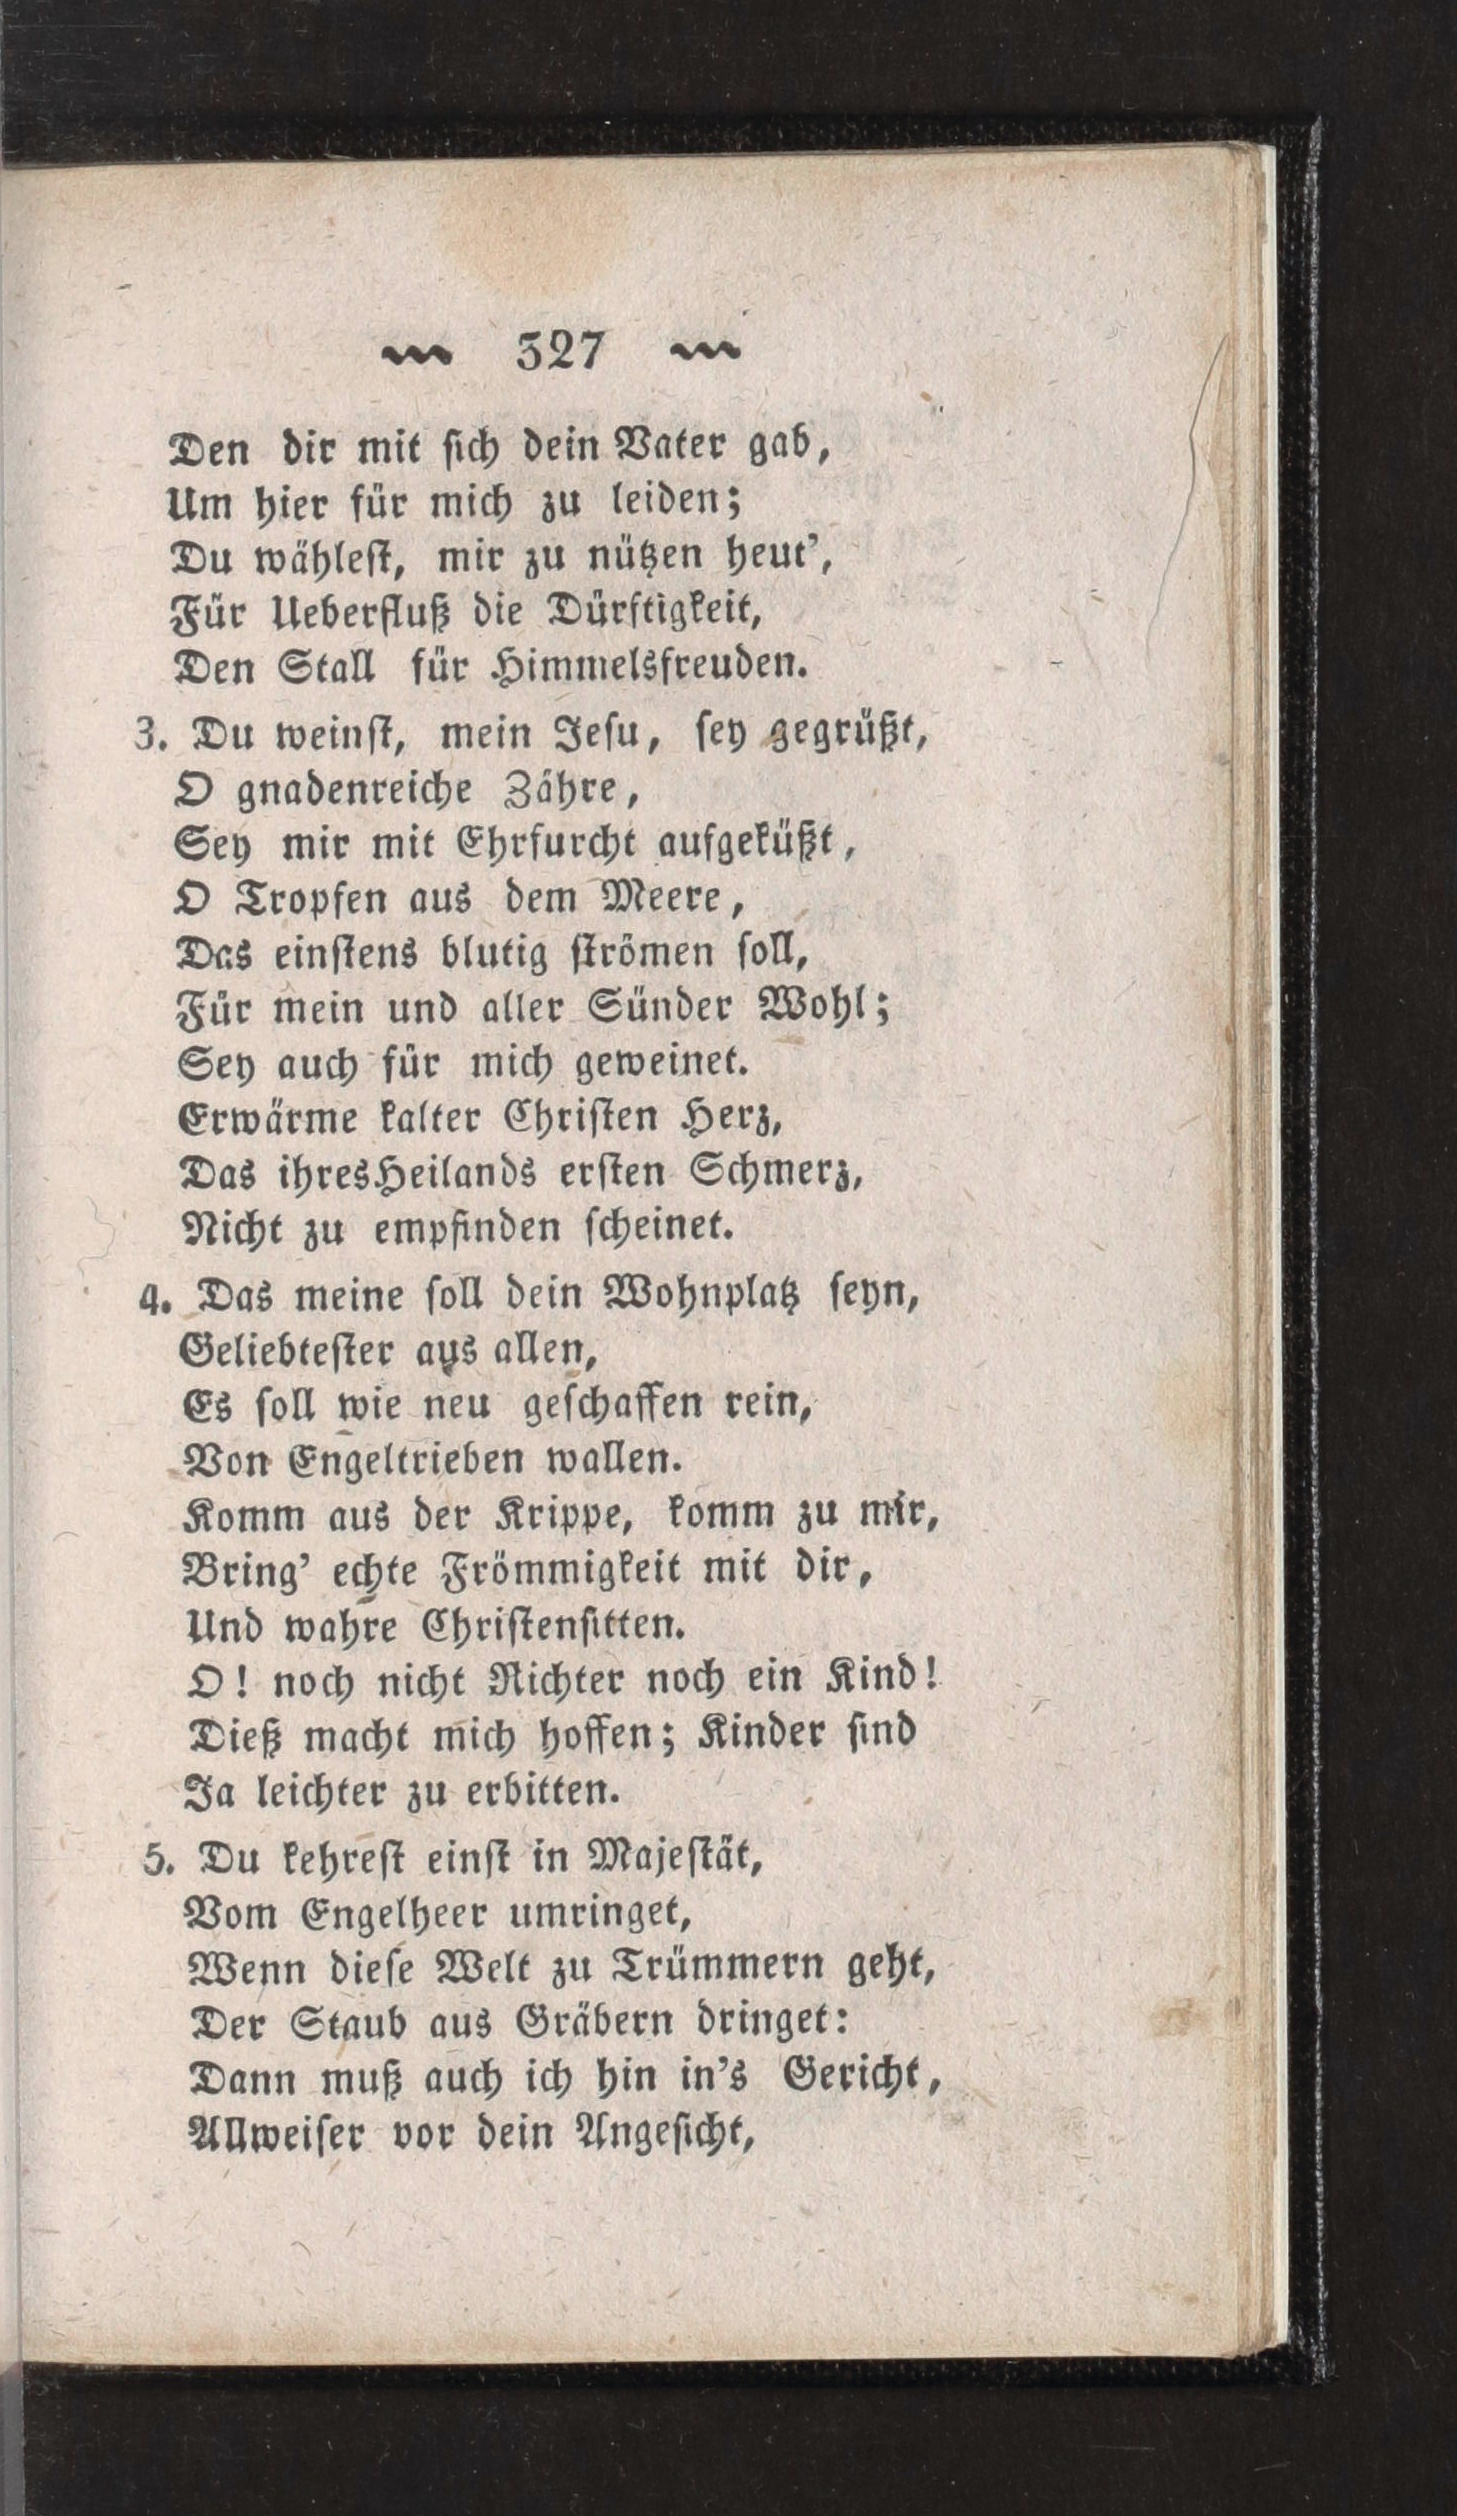 327
Den dir mit sich dein Vater gab,
Um hier für mich zu leiden;
Du wählest, mir zu nützen heut’,
Für Ueberfluß die Dürftigkeit,
Den Stall für Himmelsfreuden.
3. Du weinst, mein Jesu, sey gegrüßt,
O gnadenreiche Zähre,
Sey mir mit Ehrfurcht aufgeküßt,
O Tropfen aus dem Meere,
Das einstens blutig strömen soll,
Für mein und aller Sünder Wohl;
Sey auch für mich geweinet.
Erwärme kalter Christen Herz,
Das ihres Heilands ersten Schmerz,
Nicht zu empfinden scheinet.
4. Das meine soll dein Wohnplatz seyn,
Geliebtester aus allen,
Es soll wie neu geschaffen rein,
Von Engeltrieben wallen.
Komm aus der Krippe, komm zu mir,
Bring’ echte Frömmigkeit mit dir,
Und wahre Christensitten.
O! noch nicht Richter noch ein Kind!
Dieß macht mich hoffen; Kinder sind
Ja leichter zu erbitten.
5. Du kehrest einst in Majestät,
Vom Engelheer umringet,
Wenn diese Welt zu Trümmern geht,
Der Staub aus Gräbern dringet:
Dann muß auch ich hin in’s Gericht,
Allweiser vor dein Angesicht,